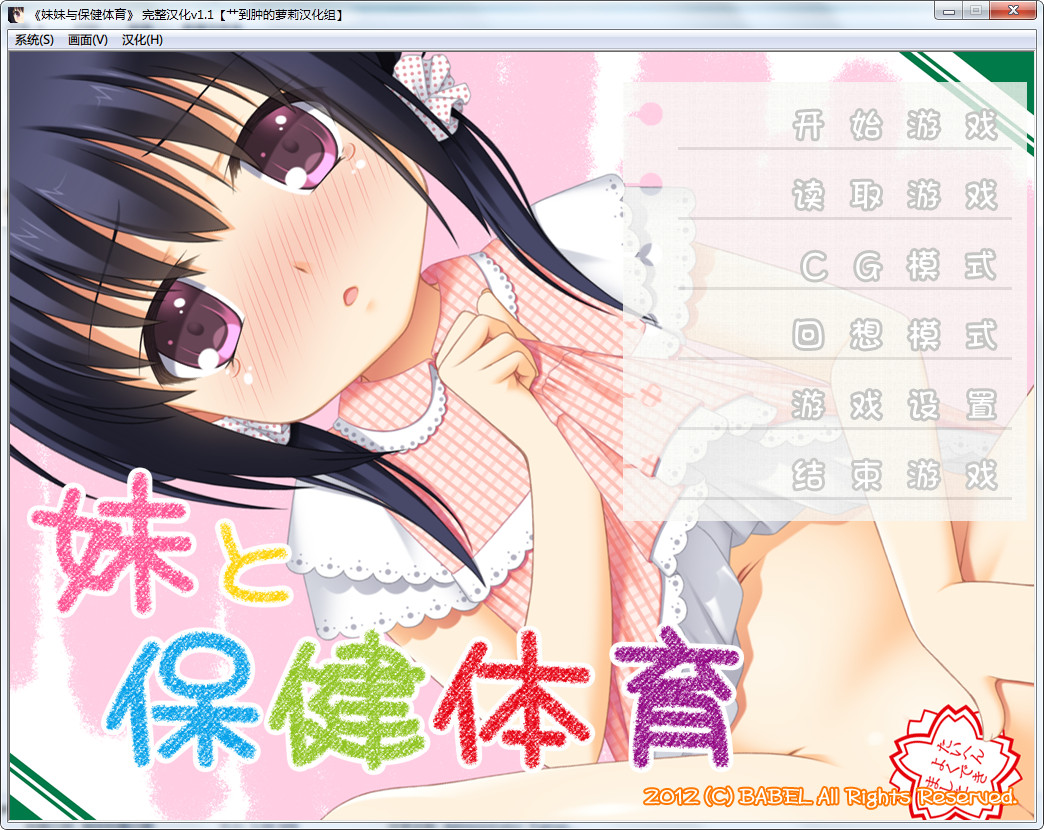 《妹妹与保健体育》 完整汉化v1.1【艹到肿的萝莉汉化组】
系统(S) 画面(V) 汉化(H)
开始游戏
读取游戏
CG模式
回想模式
游戏设置
结束游戏
妹と
保健体育
たいへん
よくでき
ました
2012 (C) BABEL All Rights Reserved.